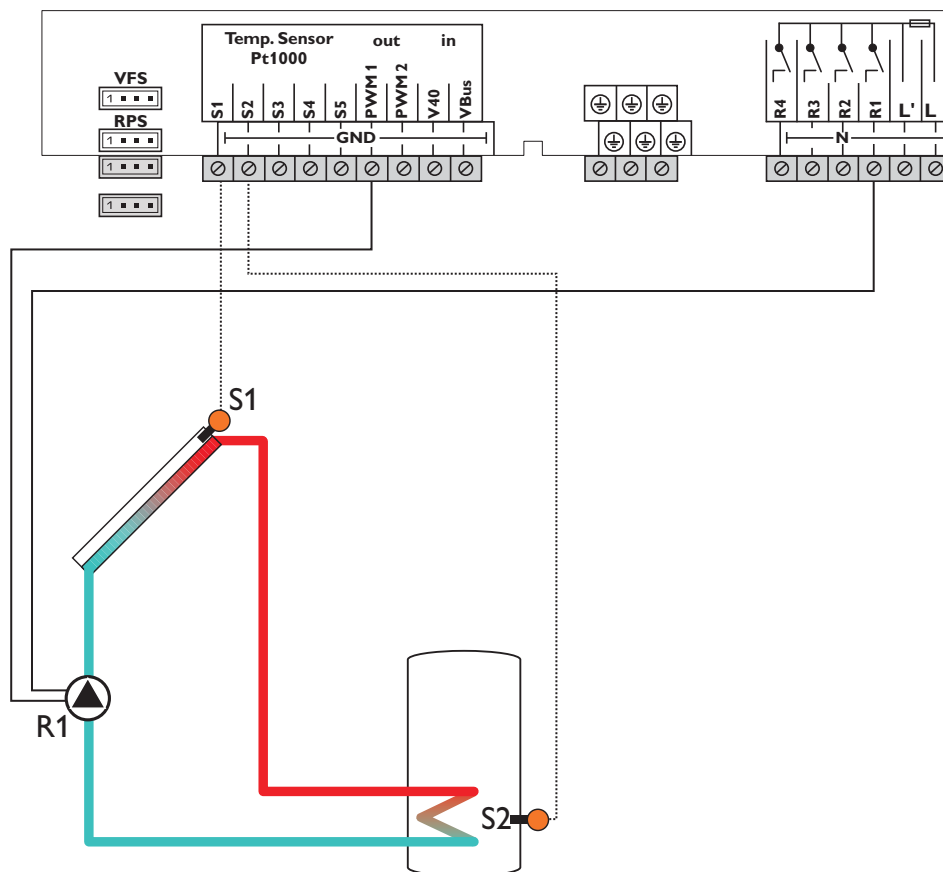 Temp. Sensor out in
Pt1000
VFS
1
RPS
1
1
1
S1 S2 S3 S4 S5 PWM 1 PWM 2 V40 VBus
GND
R4 R3 R2 R1 L' L
N
S1
R1
S2